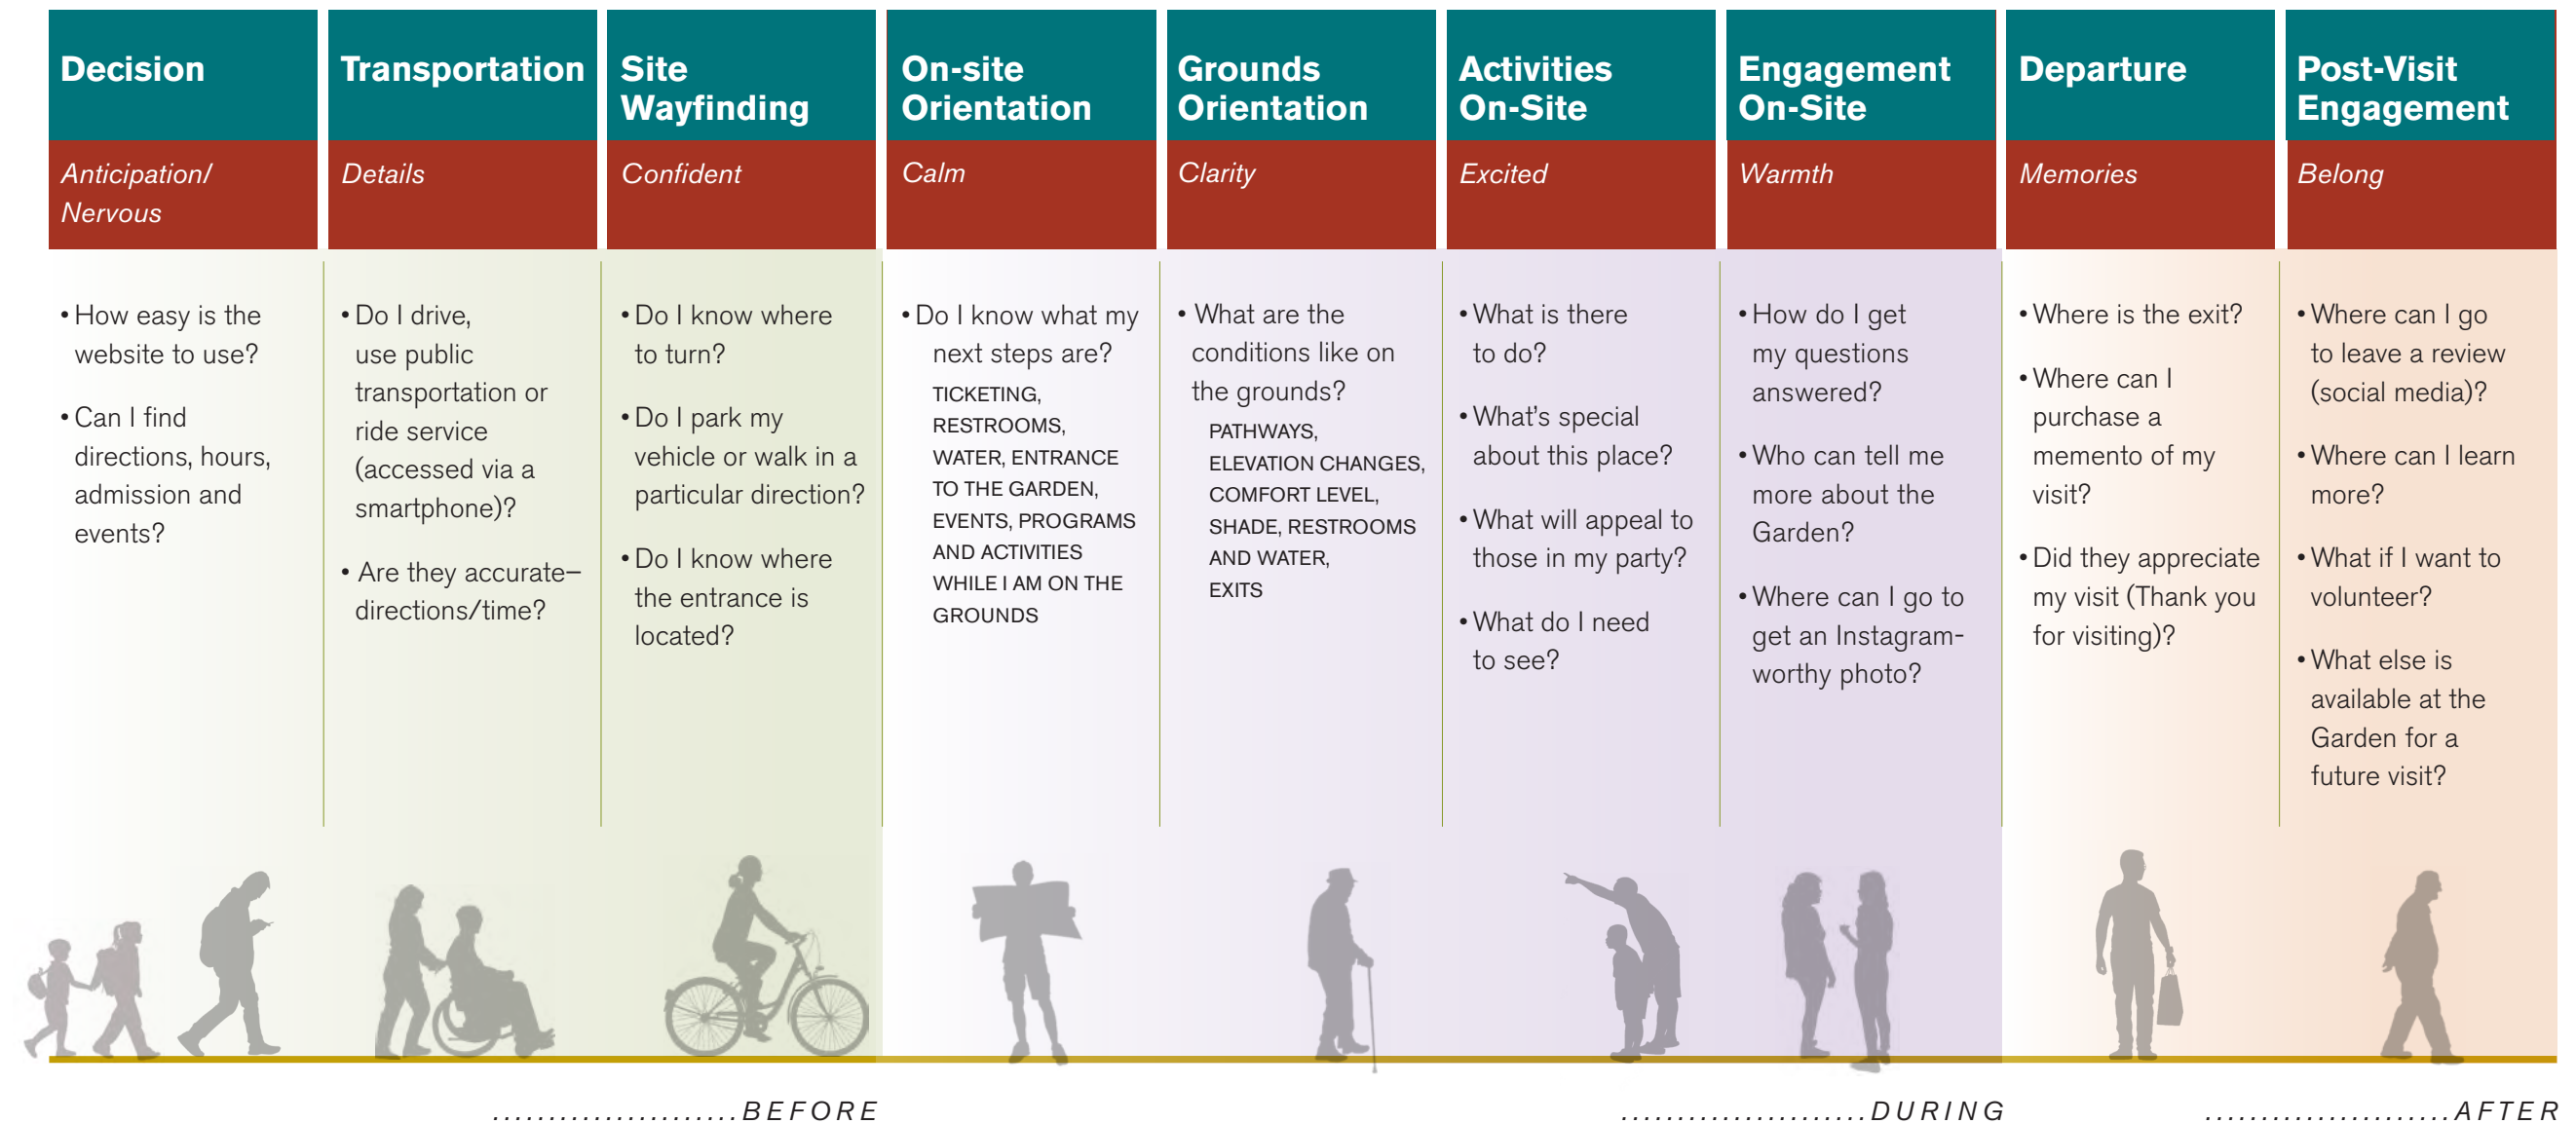 Decision
Anticipation/
Nervous
• How easy is the
website to use?
• Can I find
directions, hours,
admission and
events?
Transportation
Details
• Do I drive,
use public
transportation or
ride service
(accessed via a
smartphone)?
• Are they accurate–
directions/time?
Site
Wayfinding
Confident
• Do I know where
to turn?
• Do I park my
vehicle or walk in a
particular direction?
• Do I know where
the entrance is
located?
On-site
Orientation
Calm
• Do I know what my
next steps are?
TICKETING,
RESTROOMS,
WATER, ENTRANCE
TO THE GARDEN,
EVENTS, PROGRAMS
AND ACTIVITIES
WHILE I AM ON THE
GROUNDS
Grounds
Orientation
Clarity
• What are the
conditions like on
the grounds?
PATHWAYS,
ELEVATION CHANGES,
COMFORT LEVEL,
SHADE, RESTROOMS
AND WATER,
EXITS
Activities
On-Site
Excited
• What is there
to do?
• What's special
about this place?
• What will appeal to
those in my party?
• What do I need
to see?
Engagement
On-Site
Warmth
• How do I get
my questions
answered?
• Who can tell me
more about the
Garden?
• Where can I go to
get an Instagram-
worthy photo?
Departure
Memories
• Where is the exit?
• Where can I
purchase a
memento of my
visit?
• Did they appreciate
my visit (Thank you
for visiting)?
Post-Visit
Engagement
Belong
• Where can I go
to leave a review
(social media)?
• Where can I learn
more?
• What if I want to
volunteer?
• What else is
available at the
Garden for a
future visit?
......................BEFORE
......................DURING
......................AFTER